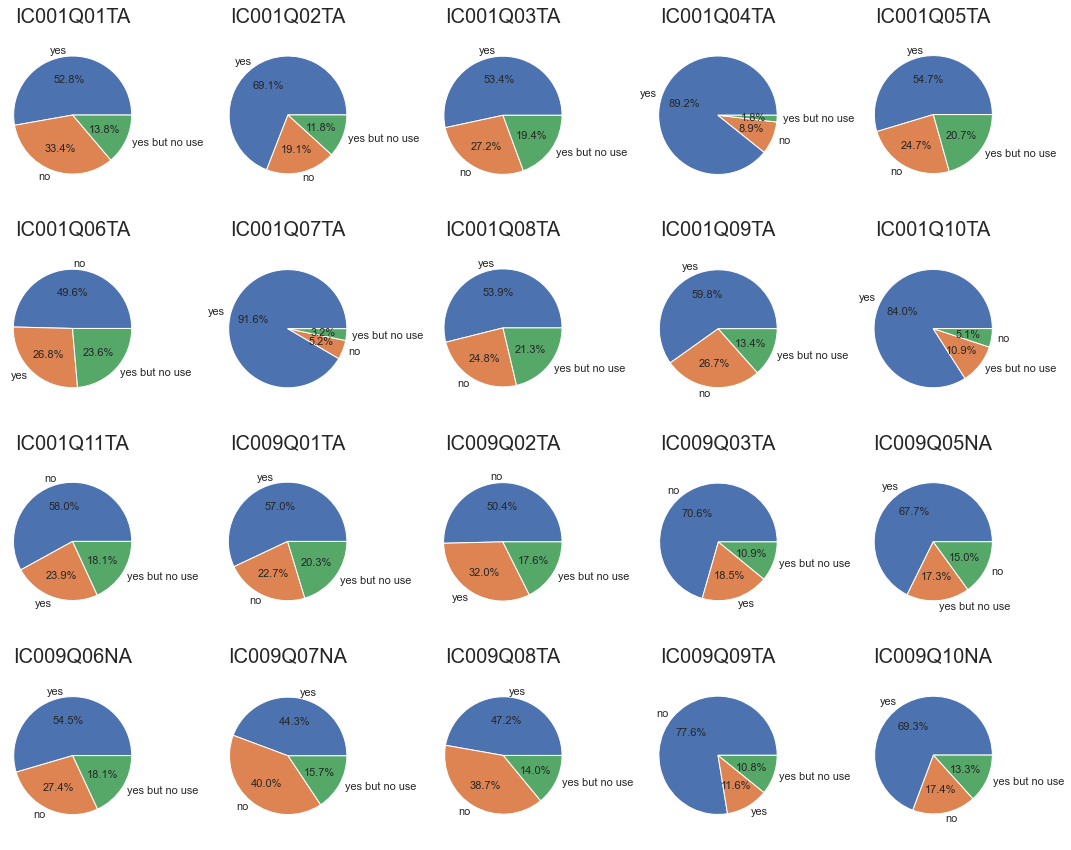 IC001Q01TA
IC001Q02TA
IC001Q03TA
IC001Q04TA
IC001Q05TA
yes
52.8%
13.8%
yes but no use
33.4%
no
yes
69.1%
11.8%
yes but no use
19.1%
no
yes
53.4%
19.4%
yes but no use
27.2%
no
yes
89.2%
1.8%
yes but no use
8.9%
no
yes
54.7%
20.7%
yes but no use
24.7%
no
IC001Q06TA
IC001Q07TA
IC001Q08TA
IC001Q09TA
IC001Q10TA
no
49.6%
26.8%
23.6%
yes but no use
yes
yes
91.6%
3.2%
yes but no use
5.2%
no
yes
53.9%
21.3%
yes but no use
24.8%
no
yes
59.8%
13.4%
yes but no use
26.7%
no
yes
84.0%
5.1%
no
10.9%
yes but no use
IC001Q11TA
IC009Q01TA
IC009Q02TA
IC009Q03TA
IC009Q05NA
no
58.0%
18.1%
yes but no use
23.9%
yes
yes
57.0%
20.3%
yes but no use
22.7%
no
no
50.4%
17.6%
yes but no use
32.0%
yes
no
70.6%
10.9%
yes but no use
18.5%
yes
yes
67.7%
15.0%
no
17.3%
yes but no use
IC009Q06NA
IC009Q07NA
IC009Q08TA
IC009Q09TA
IC009Q10NA
yes
54.5%
18.1%
yes but no use
27.4%
no
yes
44.3%
15.7%
yes but no use
40.0%
no
yes
47.2%
14.0%
yes but no use
38.7%
no
no
77.6%
10.8%
yes but no use
11.6%
yes
yes
69.3%
13.3%
yes but no use
17.4%
no